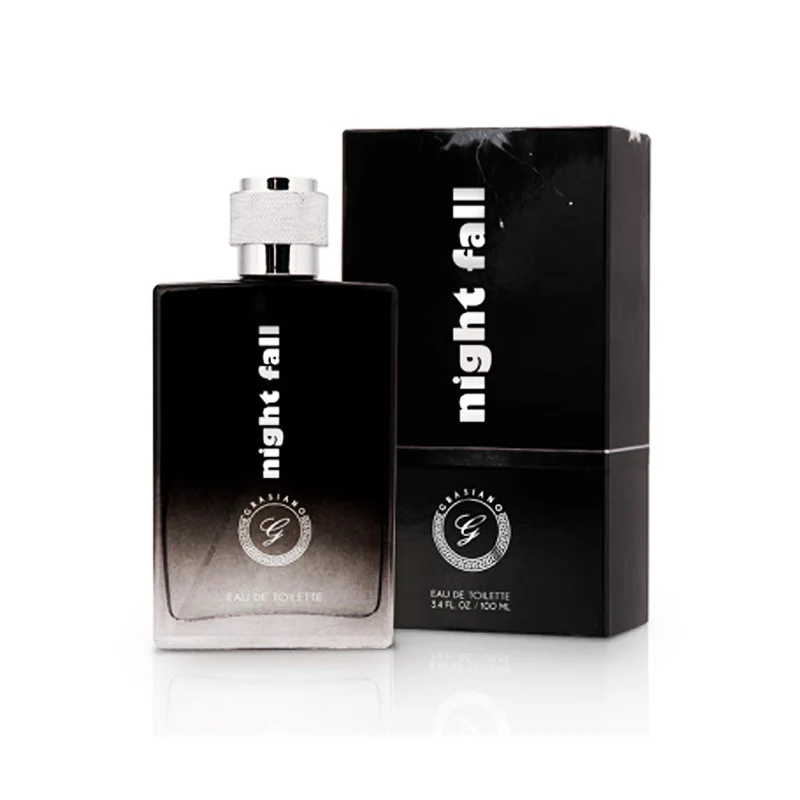 night fall
GRASIANO
G
EAU DE TOILETTE
night fall
GRASIANO
G
EAU DE TOILETTE
3.4 FL. OZ. / 100 ML